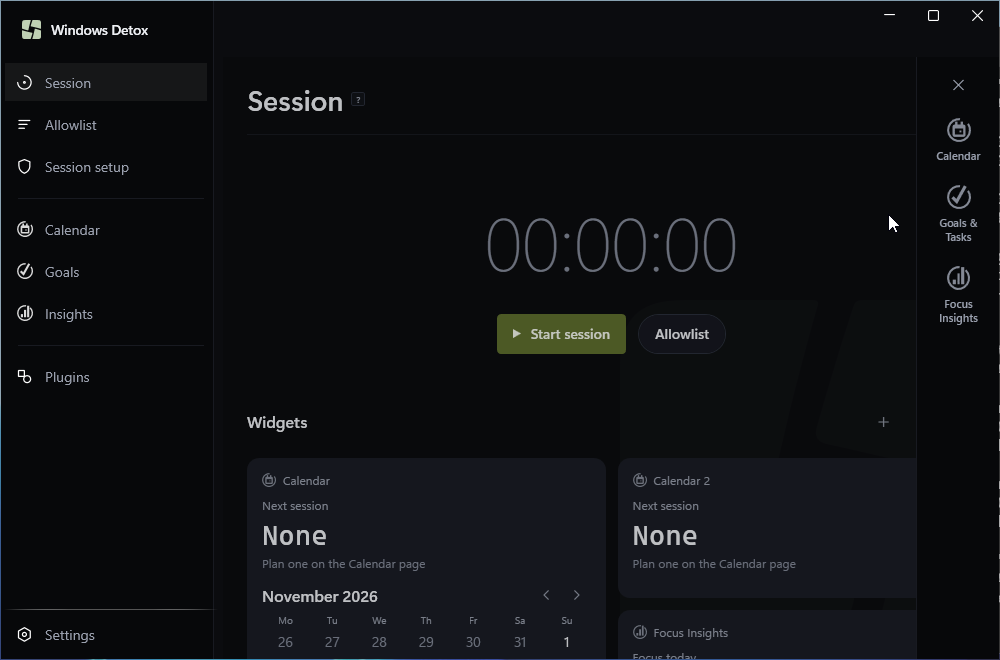 Windows Detox
Session
Allowlist
Session setup
Calendar
Goals
Insights
Plugins
Settings
Session ?
00:00:00
Start session
Allowlist
Widgets
Calendar
Next session
None
Plan one on the Calendar page
November 2026
Mo Tu We Th Fr Sa Su
26 27 28 29 30 31 1
Calendar 2
Next session
None
Plan one on the Calendar page
Focus Insights
Focus today
Calendar
Goals &
Tasks
Focus
Insights